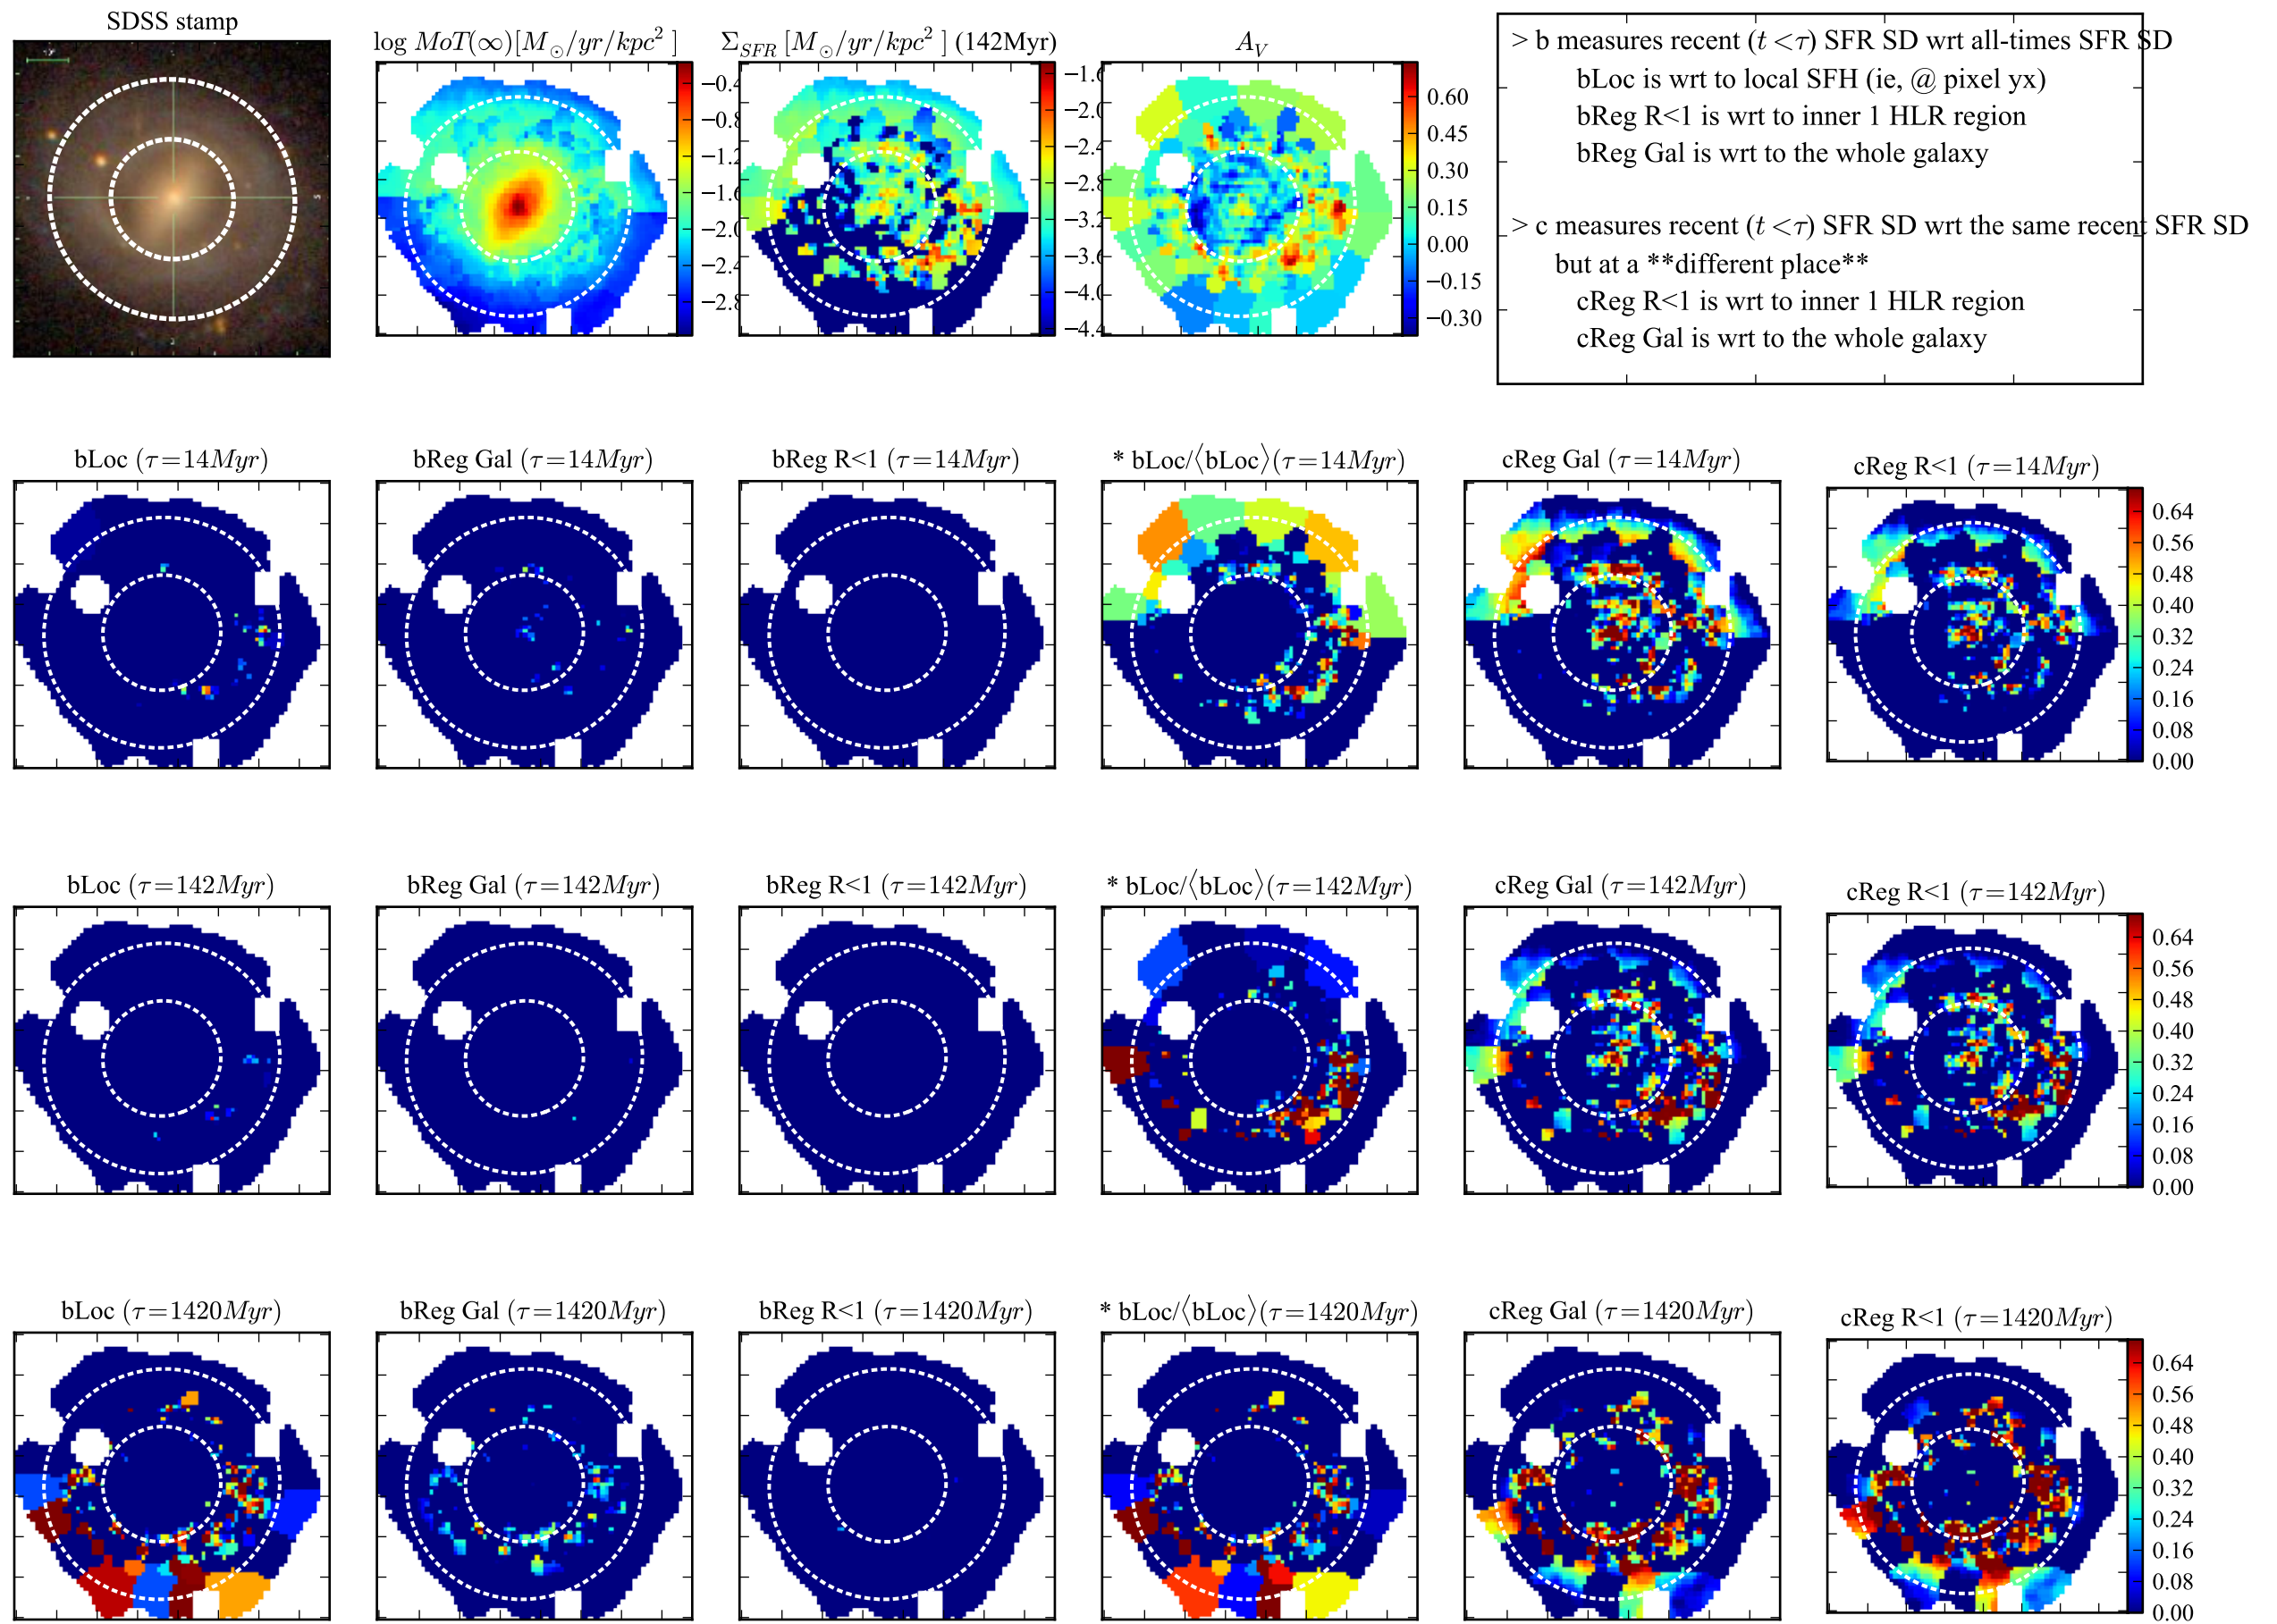 SDSS stamp
log MoT(∞)[M⊙/yr/kpc² ]
Σ_SFR [M⊙/yr/kpc² ] (142Myr)
A_V
−0.4
−0.8
−1.2
−1.6
−2.0
−2.4
−2.8
−1.6
−2.0
−2.4
−2.8
−3.2
−3.6
−4.0
−4.4
0.60
0.45
0.30
0.15
0.00
−0.15
−0.30
> b measures recent (t <τ) SFR SD wrt all-times SFR SD
bLoc is wrt to local SFH (ie, @ pixel yx)
bReg R<1 is wrt to inner 1 HLR region
bReg Gal is wrt to the whole galaxy
> c measures recent (t <τ) SFR SD wrt the same recent SFR SD
but at a **different place**
cReg R<1 is wrt to inner 1 HLR region
cReg Gal is wrt to the whole galaxy
bLoc (τ=14Myr)
bReg Gal (τ=14Myr)
bReg R<1 (τ=14Myr)
* bLoc/⟨bLoc⟩(τ=14Myr)
cReg Gal (τ=14Myr)
cReg R<1 (τ=14Myr)
0.64
0.56
0.48
0.40
0.32
0.24
0.16
0.08
0.00
bLoc (τ=142Myr)
bReg Gal (τ=142Myr)
bReg R<1 (τ=142Myr)
* bLoc/⟨bLoc⟩(τ=142Myr)
cReg Gal (τ=142Myr)
cReg R<1 (τ=142Myr)
0.64
0.56
0.48
0.40
0.32
0.24
0.16
0.08
0.00
bLoc (τ=1420Myr)
bReg Gal (τ=1420Myr)
bReg R<1 (τ=1420Myr)
* bLoc/⟨bLoc⟩(τ=1420Myr)
cReg Gal (τ=1420Myr)
cReg R<1 (τ=1420Myr)
0.64
0.56
0.48
0.40
0.32
0.24
0.16
0.08
0.00